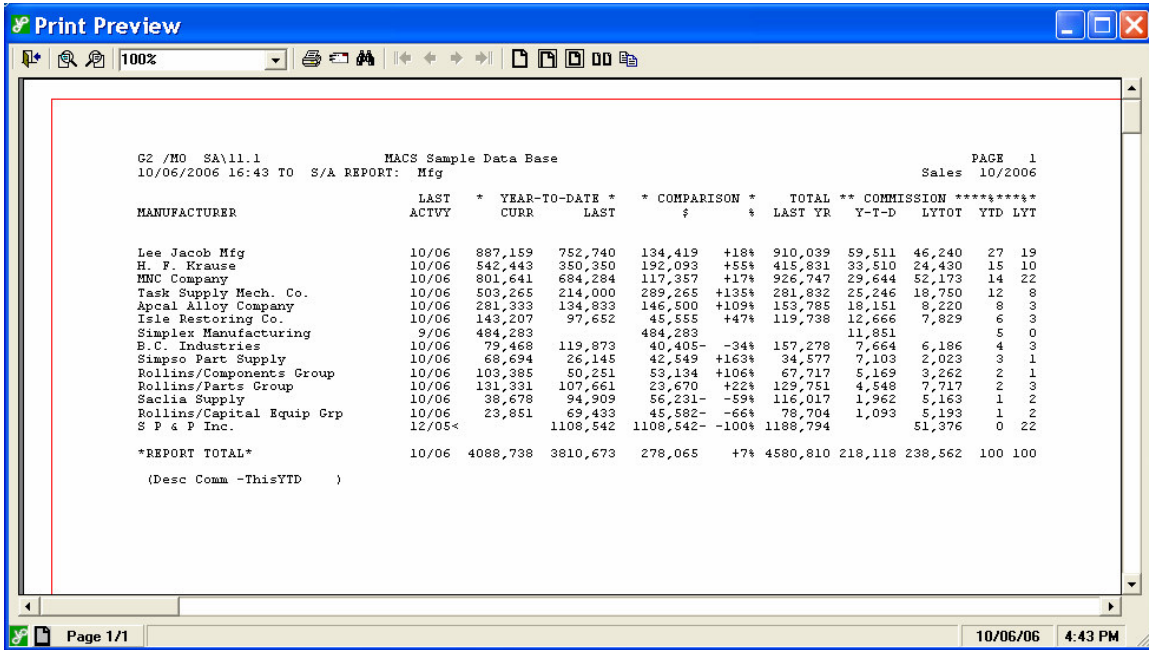 Print Preview
100%
G2 /MO SA\11.1 MACS Sample Data Base PAGE 1
10/06/2006 16:43 TO S/A REPORT: Mfg Sales 10/2006
LAST * YEAR-TO-DATE * * COMPARISON * TOTAL ** COMMISSION ****%***%*
MANUFACTURER ACTVY CURR LAST $ % LAST YR Y-T-D LYTOT YTD LYT
Lee Jacob Mfg 10/06 887,159 752,740 134,419 +18% 910,039 59,511 46,240 27 19
H. F. Krause 10/06 542,443 350,350 192,093 +55% 415,831 33,510 24,430 15 10
MNC Company 10/06 801,641 684,284 117,357 +17% 926,747 29,644 52,173 14 22
Task Supply Mech. Co. 10/06 503,265 214,000 289,265 +135% 281,832 25,246 18,750 12 8
Apcal Alloy Company 10/06 281,333 134,833 146,500 +109% 153,785 18,151 8,220 8 3
Isle Restoring Co. 10/06 143,207 97,652 45,555 +47% 119,738 12,666 7,829 6 3
Simplex Manufacturing 9/06 484,283 484,283 11,851 5 0
B.C. Industries 10/06 79,468 119,873 40,405- -34% 157,278 7,664 6,186 4 3
Simpso Part Supply 10/06 68,694 26,145 42,549 +163% 34,577 7,103 2,023 3 1
Rollins/Components Group 10/06 103,385 50,251 53,134 +106% 67,717 5,169 3,262 2 1
Rollins/Parts Group 10/06 131,331 107,661 23,670 +22% 129,751 4,548 7,717 2 3
Saclia Supply 10/06 38,678 94,909 56,231- -59% 116,017 1,962 5,163 1 2
Rollins/Capital Equip Grp 10/06 23,851 69,433 45,582- -66% 78,704 1,093 5,193 1 2
S P & P Inc. 12/05< 1108,542 1108,542- -100% 1188,794 51,376 0 22
*REPORT TOTAL* 10/06 4088,738 3810,673 278,065 +7% 4580,810 218,118 238,562 100 100
(Desc Comm -ThisYTD )
Page 1/1 10/06/06 4:43 PM